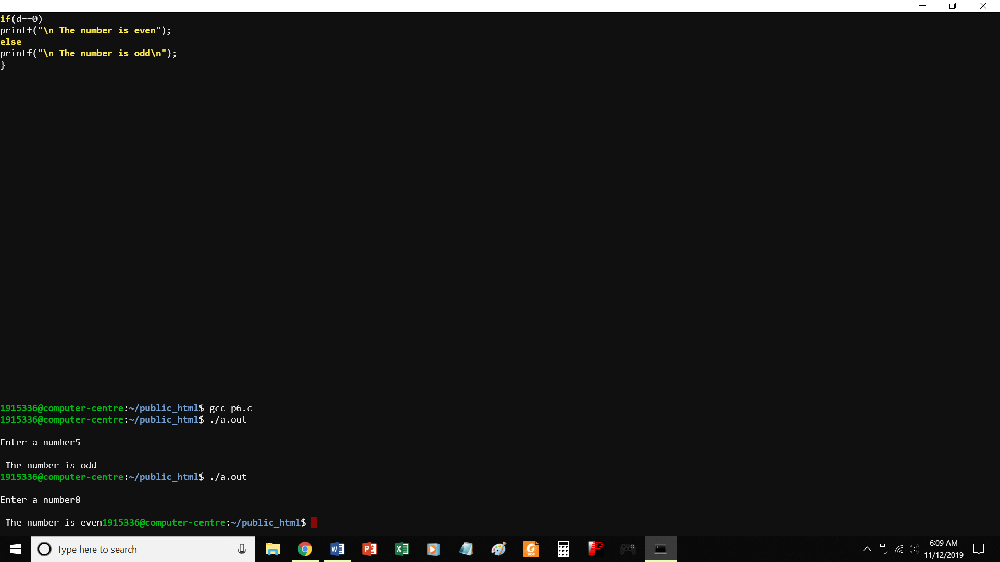 if(d==0)
printf("\n The number is even");
else
printf("\n The number is odd\n");
}
1915336@computer-centre:~/public_html$ gcc p6.c
1915336@computer-centre:~/public_html$ ./a.out
Enter a number5
 The number is odd
1915336@computer-centre:~/public_html$ ./a.out
Enter a number8
 The number is even1915336@computer-centre:~/public_html$
Type here to search
6:09 AM
11/12/2019